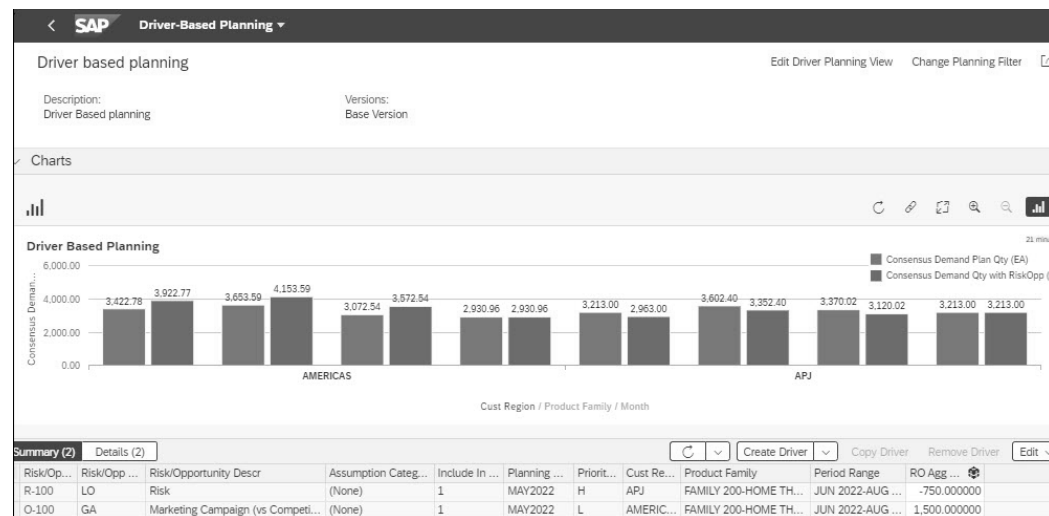 SAP Driver-Based Planning
Driver based planning Edit Driver Planning View Change Planning Filter
Description: Versions:
Driver Based planning Base Version
Charts
21 minu
Driver Based Planning
Consensus Demand Plan Qty (EA)
Consensus Demand Qty with RiskOpp (
Consensus Deman...
6,000.00
4,000.00
2,000.00
0.00
3,422.78 3,922.77 3,653.59 4,153.59 3,072.54 3,572.54 2,930.96 2,930.96 3,213.00 2,963.00 3,602.40 3,352.40 3,370.02 3,120.02 3,213.00 3,213.00
AMERICAS APJ
Cust Region / Product Family / Month
Summary (2) Details (2) Create Driver Copy Driver Remove Driver Edit
Risk/Op... Risk/Opp ... Risk/Opportunity Descr Assumption Categ... Include In ... Planning ... Priorit... Cust Re... Product Family Period Range RO Agg ...
R-100 LO Risk (None) 1 MAY2022 H APJ FAMILY 200-HOME TH... JUN 2022-AUG ... -750.000000
O-100 GA Marketing Campaign (vs Competi... (None) 1 MAY2022 L AMERIC... FAMILY 200-HOME TH... JUN 2022-AUG ... 1,500.000000